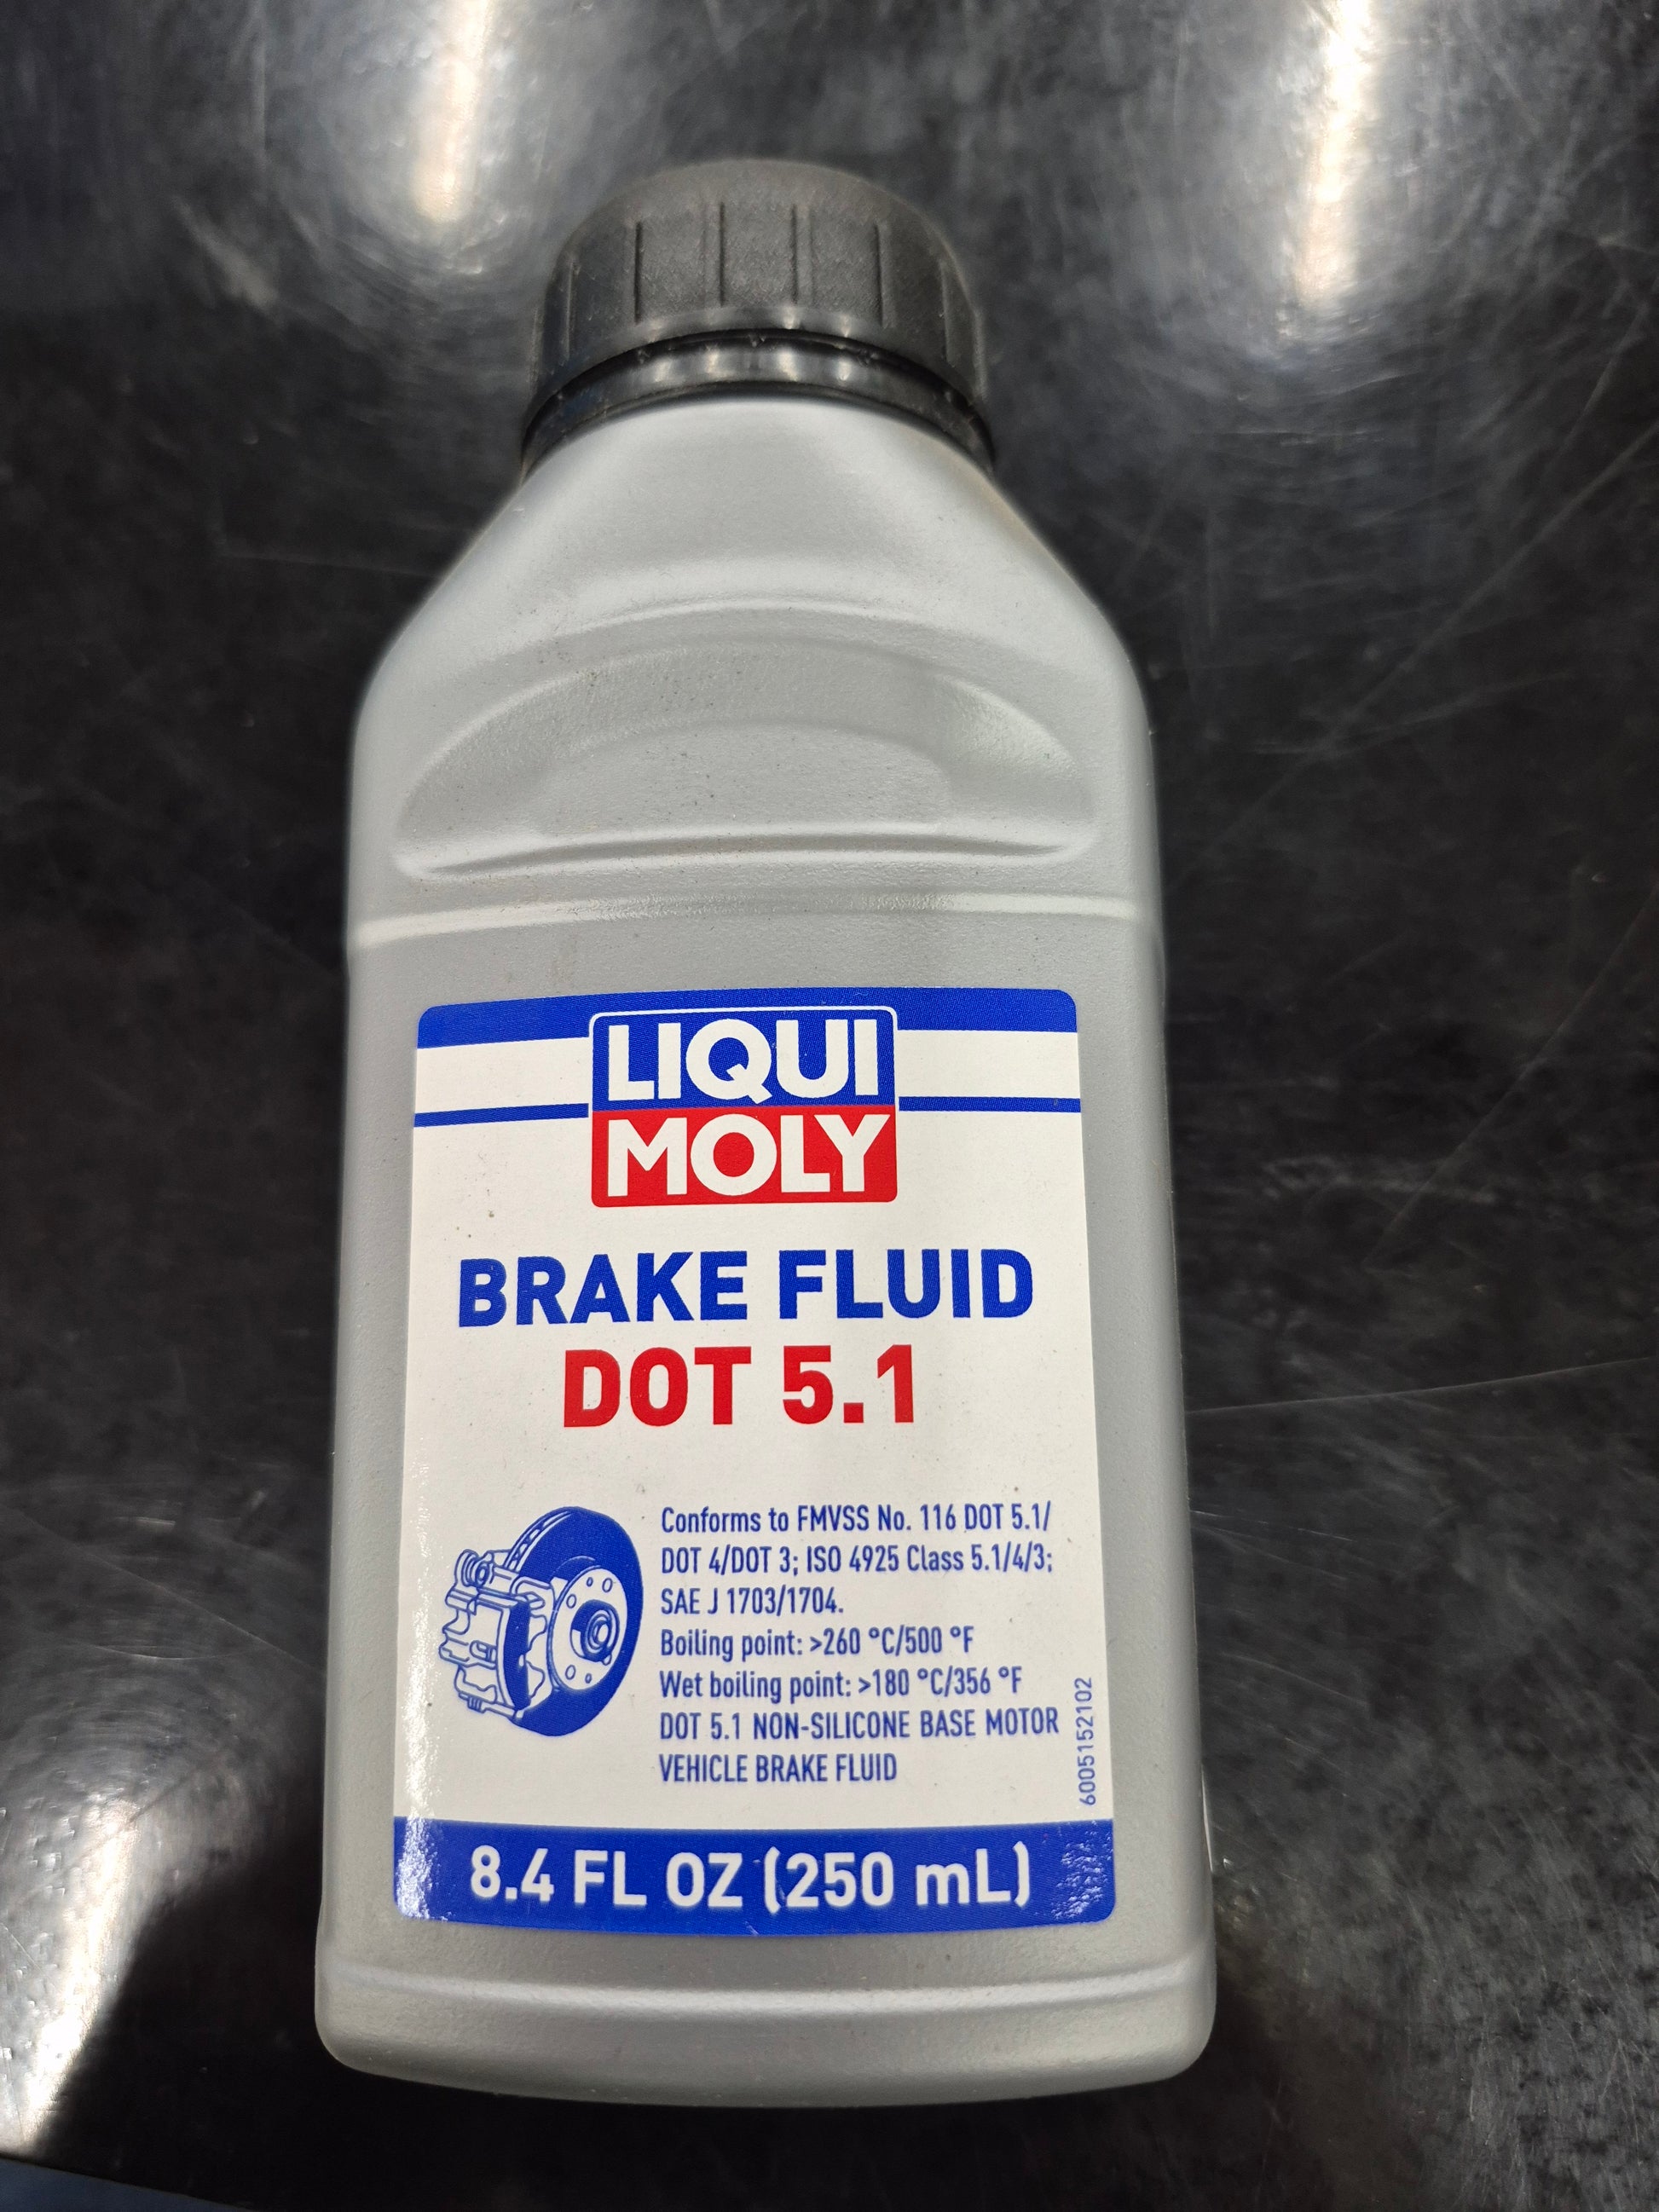 LIQUI
MOLY
BRAKE FLUID
DOT 5.1
Conforms to FMVSS No. 116 DOT 5.1/
DOT 4/DOT 3; ISO 4925 Class 5.1/4/3;
SAE J 1703/1704.
Boiling point: >260 °C/500 °F
Wet boiling point: >180 °C/356 °F
DOT 5.1 NON-SILICONE BASE MOTOR
VEHICLE BRAKE FLUID
6005152102
8.4 FL OZ (250 mL)